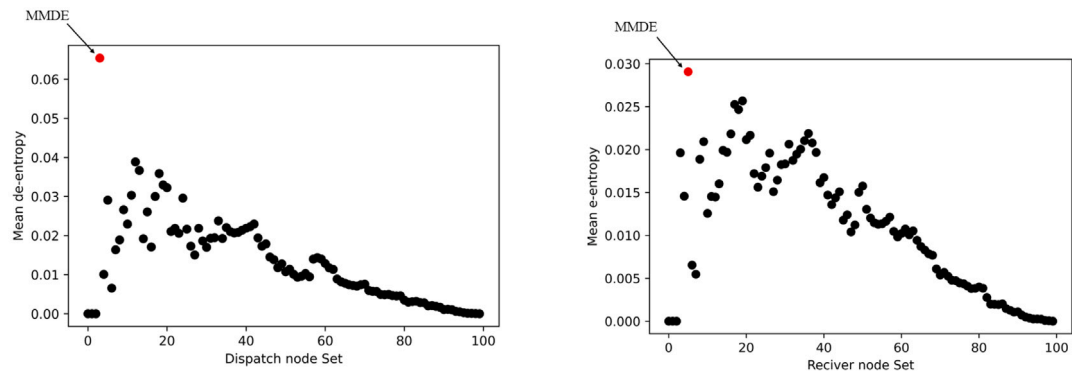 MMDE
0.06
0.05
0.04
0.03
0.02
0.01
0.00
Mean de-entropy
0 20 40 60 80 100
Dispatch node Set
MMDE
0.030
0.025
0.020
0.015
0.010
0.005
0.000
Mean e-entropy
0 20 40 60 80 100
Reciver node Set